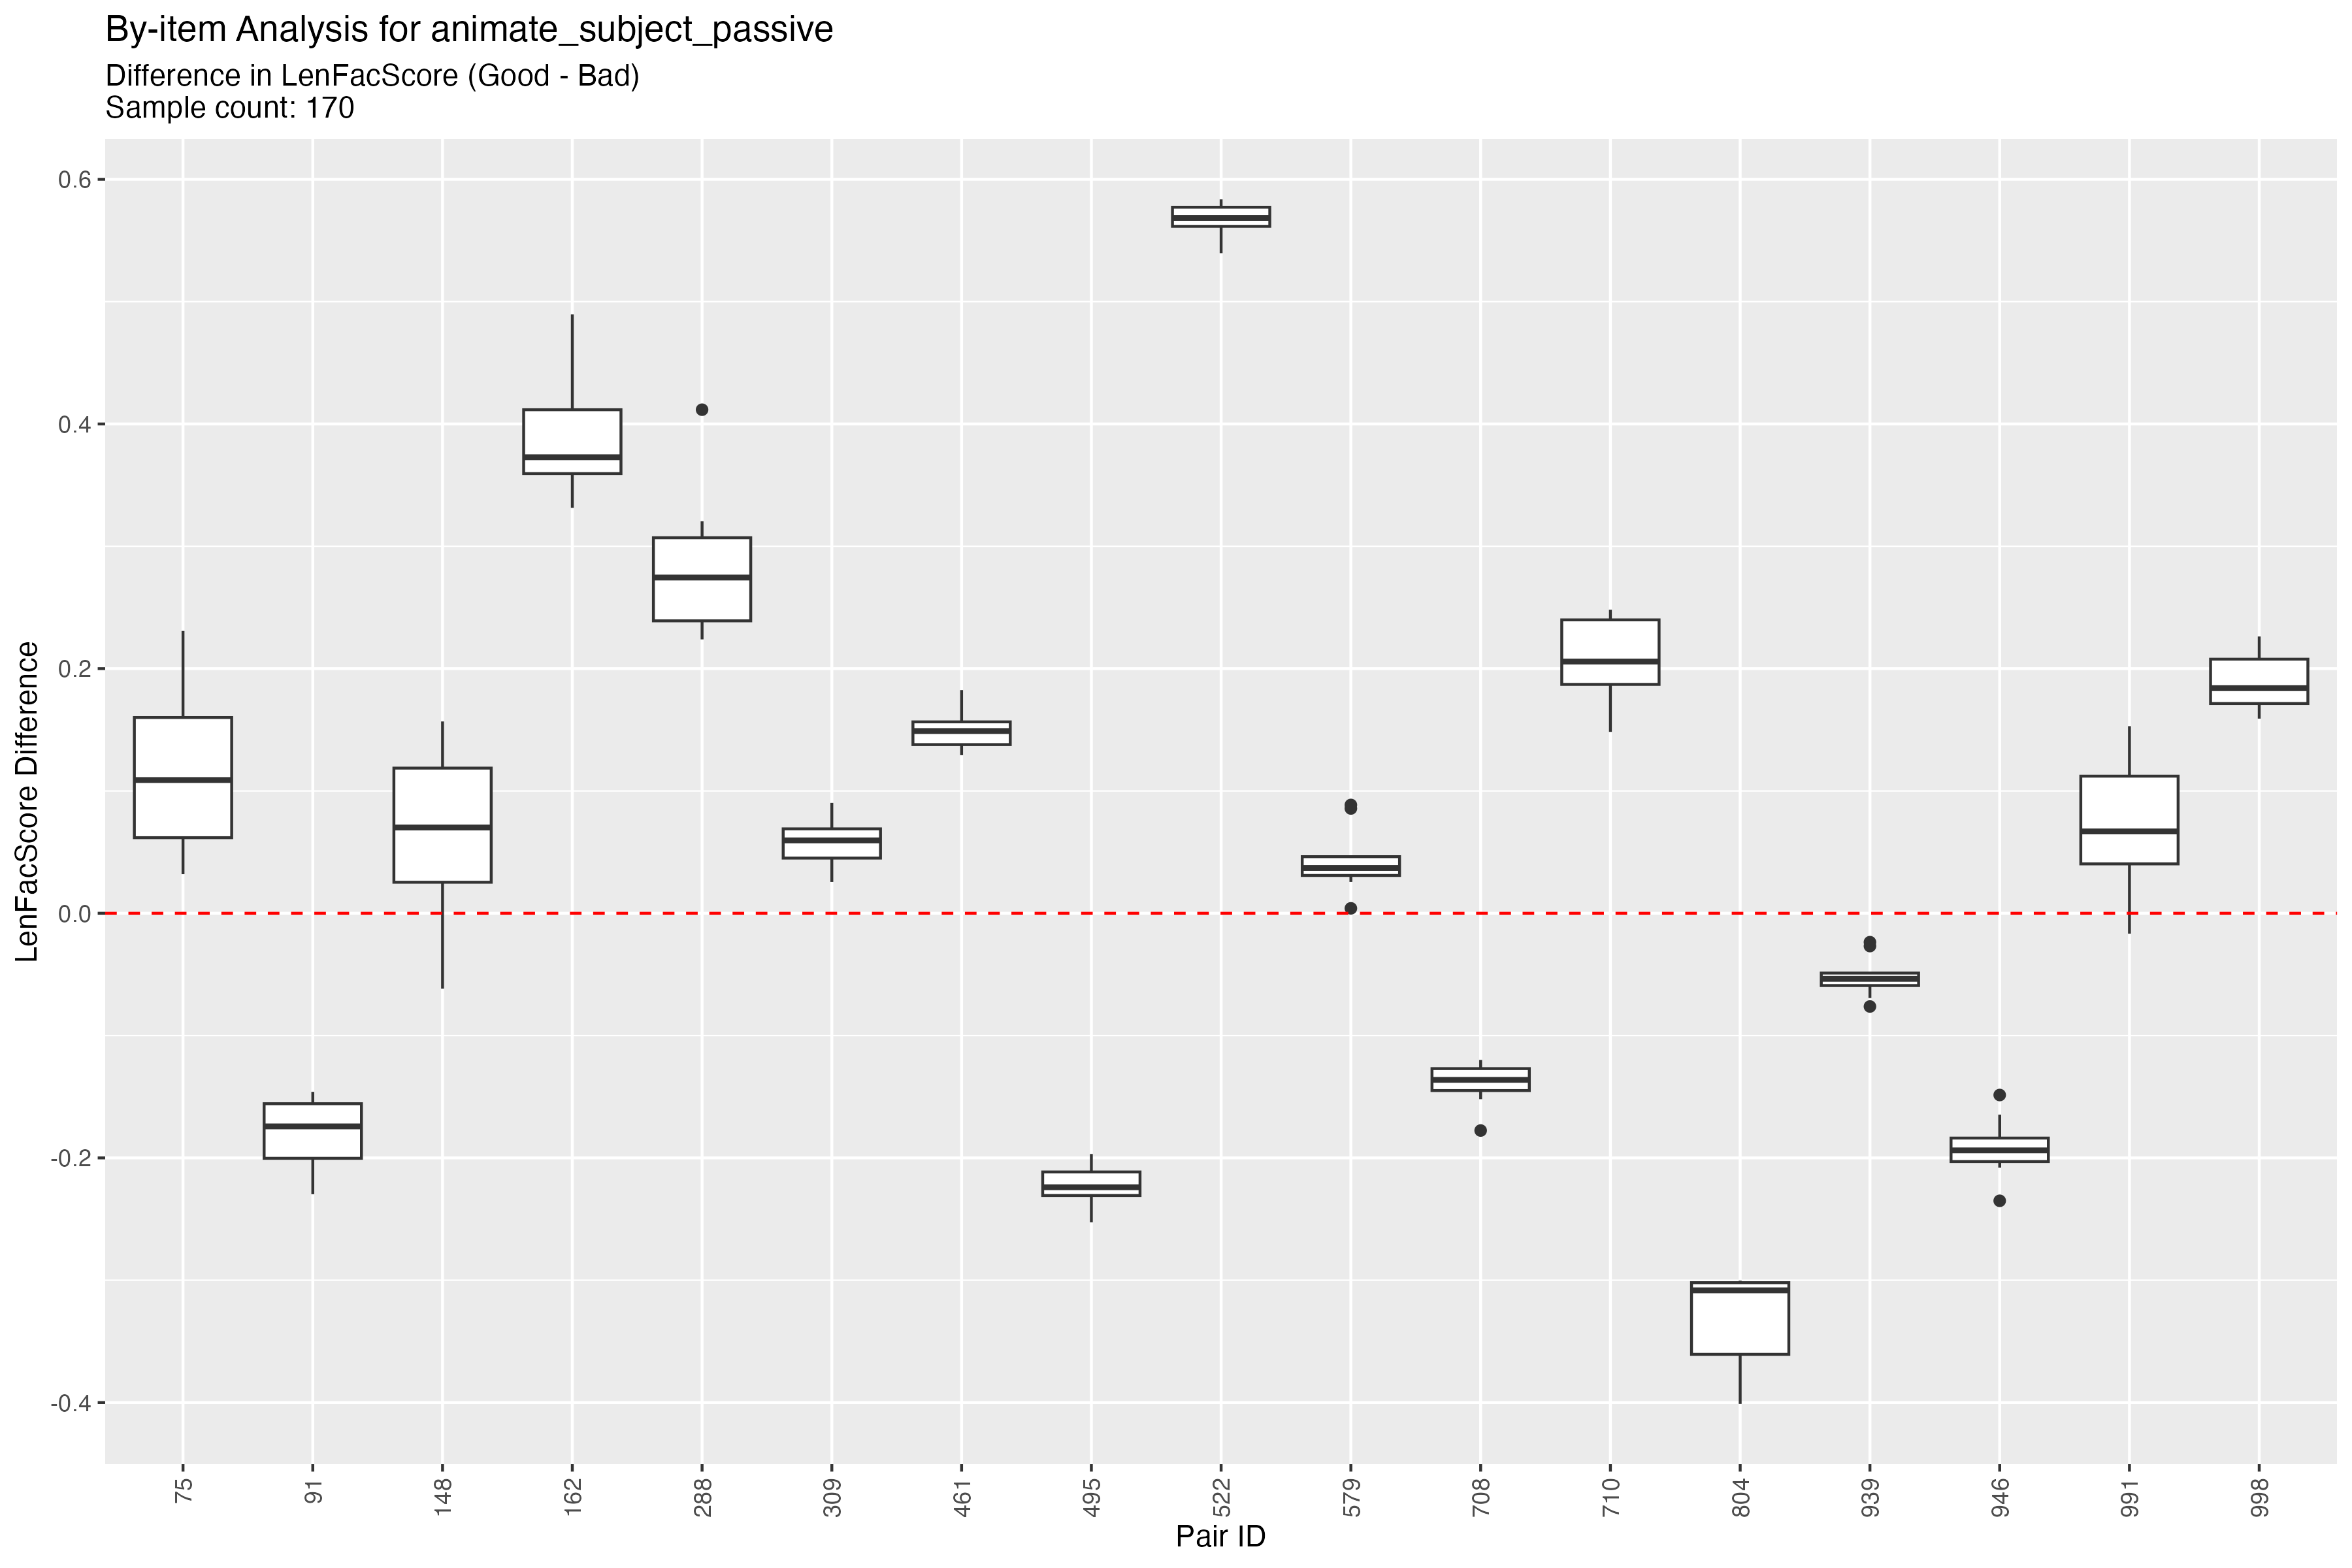 By-item Analysis for animate_subject_passive
Difference in LenFacScore (Good - Bad)
Sample count: 170
LenFacScore Difference
0.6
0.4
0.2
0.0
-0.2
-0.4
75 91 148 162 288 309 461 495 522 579 708 710 804 939 946 991 998
Pair ID